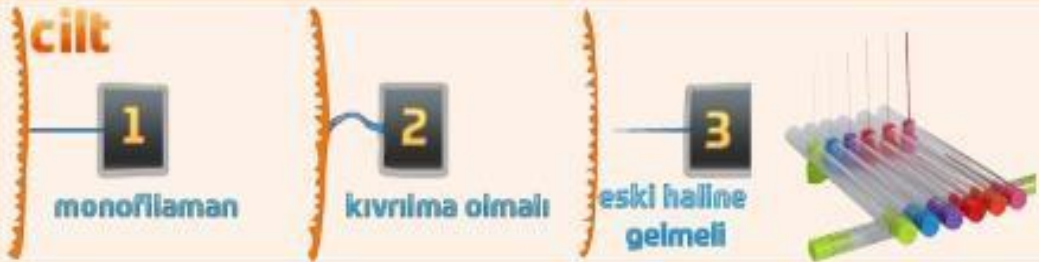 cilt
1
monofilaman
2
kıvrılma olmalı
3
eski haline
gelmeli